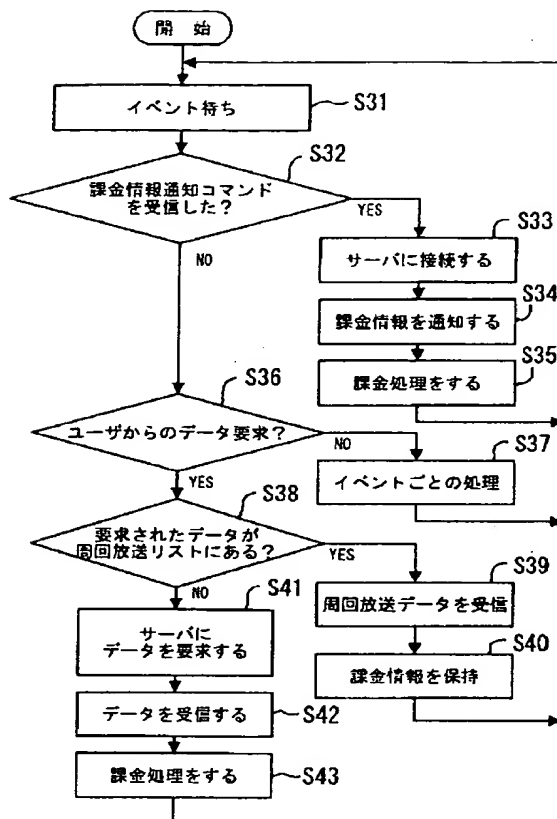 開 始
イベント待ち
S31
S32
課金情報通知コマンド
を受信した?
YES
NO
S33
サーバに接続する
S34
課金情報を通知する
S35
課金処理をする
S36
ユーザからのデータ要求?
NO
YES
S37
イベントごとの処理
S38
要求されたデータが
周回放送リストにある?
YES
NO
S39
周回放送データを受信
S40
課金情報を保持
S41
サーバに
データを要求する
データを受信する
S42
課金処理をする
S43